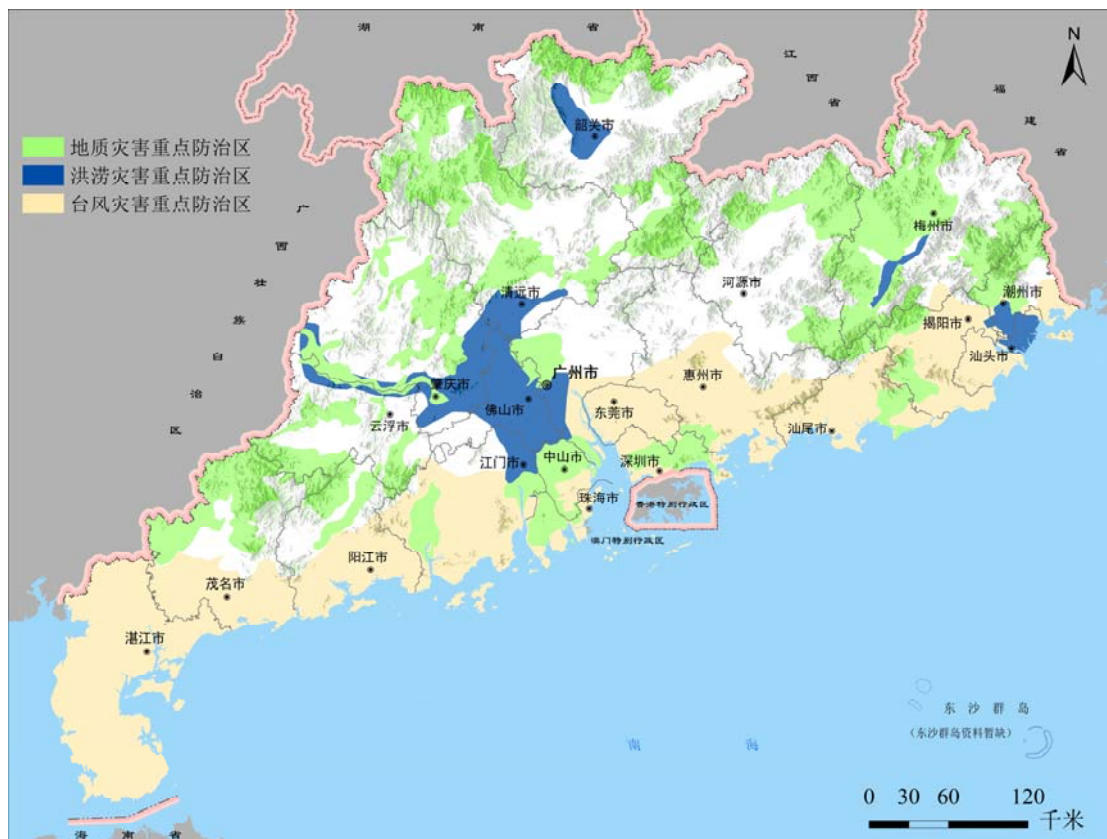 湖南省
江西省
福建省
N
地质灾害重点防治区
洪涝灾害重点防治区
台风灾害重点防治区
广西壮族自治区
韶关市
梅州市
河源市
清远市
潮州市
揭阳市
汕头市
广州市
肇庆市
惠州市
佛山市
东莞市
云浮市
汕尾市
江门市
中山市
深圳市
珠海市
香港特别行政区
澳门特别行政区
阳江市
茂名市
湛江市
东沙群岛
(东沙群岛资料暂缺)
南海
0 30 60 120
千米
海南省